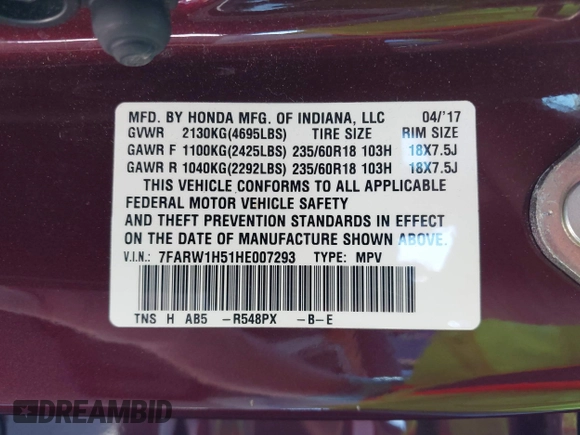 MFD. BY HONDA MFG. OF INDIANA, LLC 04/'17
GVWR 2130KG(4695LBS) TIRE SIZE RIM SIZE
GAWR F 1100KG(2425LBS) 235/60R18 103H 18X7.5J
GAWR R 1040KG(2292LBS) 235/60R18 103H 18X7.5J
THIS VEHICLE CONFORMS TO ALL APPLICABLE
FEDERAL MOTOR VEHICLE SAFETY
AND THEFT PREVENTION STANDARDS IN EFFECT
ON THE DATE OF MANUFACTURE SHOWN ABOVE.
V.I.N.: 7FARW1H51HE007293 TYPE: MPV
TNS H AB5 -R548PX -B-E
DREAMBID